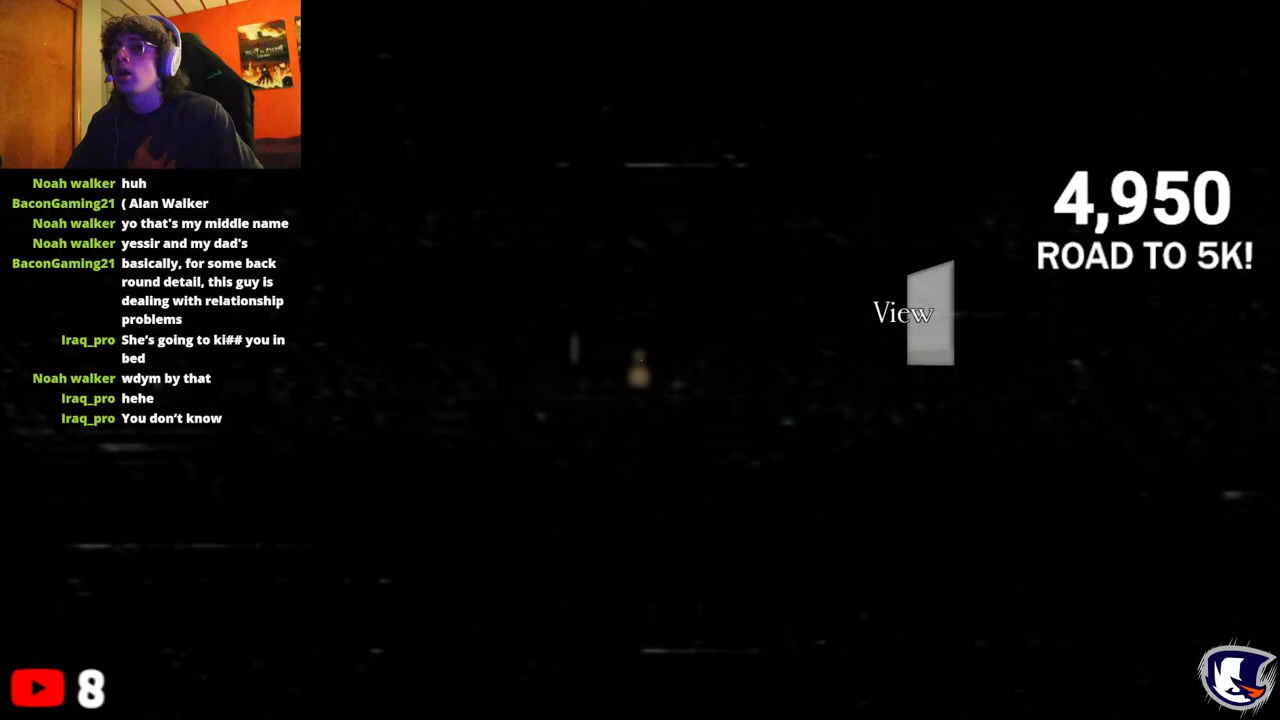 Noah walker huh
BaconGaming21 ( Alan Walker
Noah walker yo that's my middle name
Noah walker yessir and my dad's
BaconGaming21 basically, for some back
round detail, this guy is
dealing with relationship
problems
Iraq_pro She's going to ki## you in
bed
Noah walker wdym by that
Iraq_pro hehe
Iraq_pro You don't know
4,950
ROAD TO 5K!
View
8